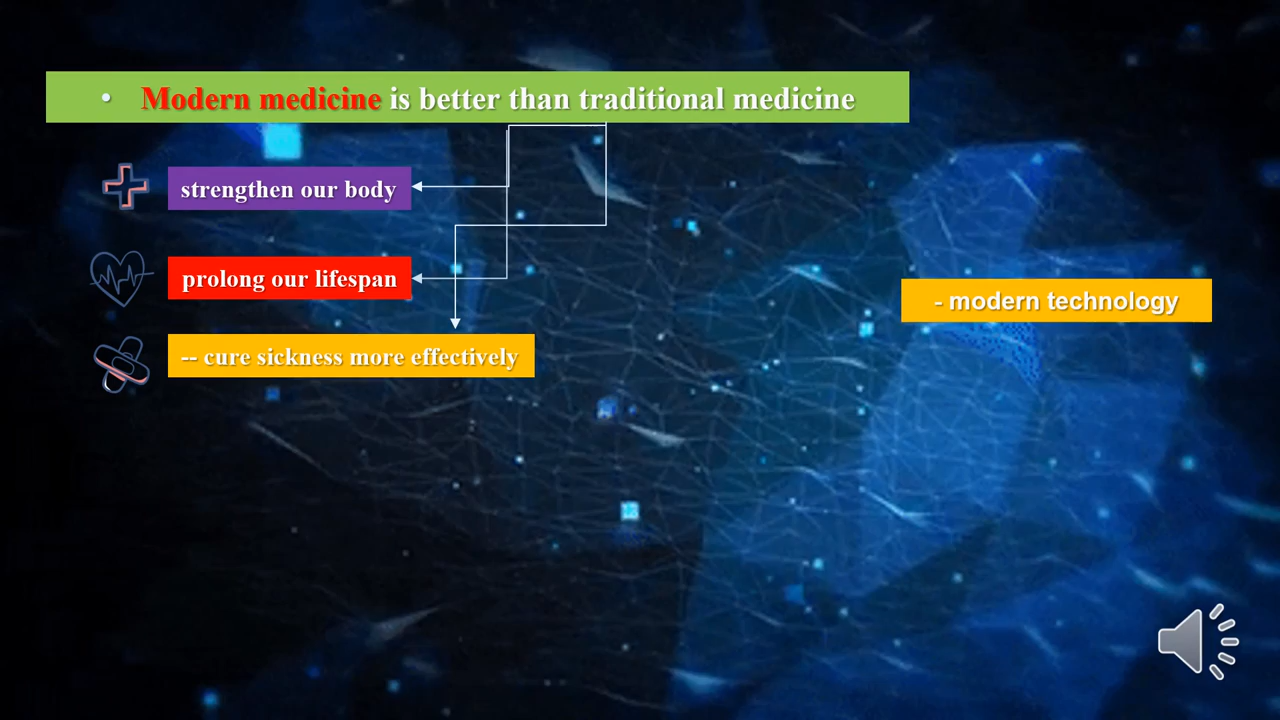 • Modern medicine is better than traditional medicine
strengthen our body
prolong our lifespan
- modern technology
-- cure sickness more effectively